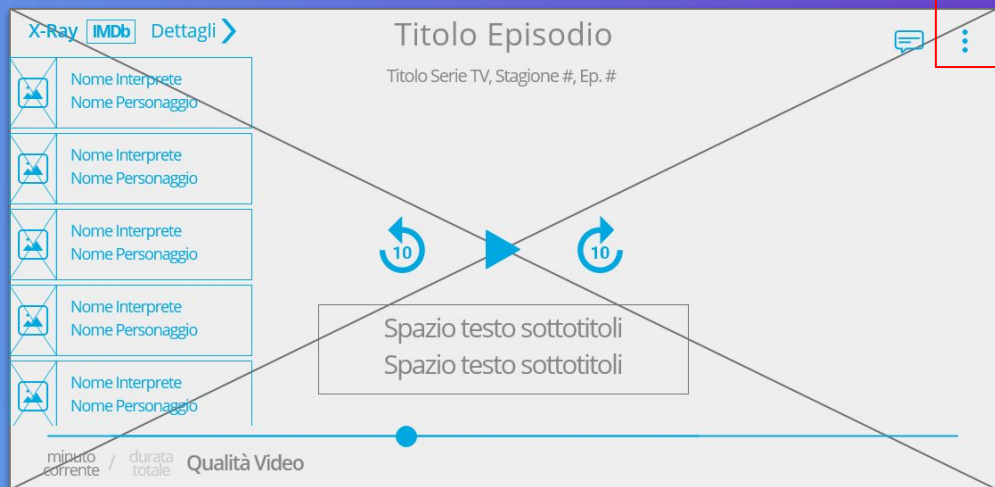 X-Ray IMDb Dettagli
Titolo Episodio
Titolo Serie TV, Stagione #, Ep. #
Nome Interprete
Nome Personaggio
Nome Interprete
Nome Personaggio
Nome Interprete
Nome Personaggio
Nome Interprete
Nome Personaggio
Nome Interprete
Nome Personaggio
10
10
Spazio testo sottotitoli
Spazio testo sottotitoli
minuto corrente / durata totale Qualità Video